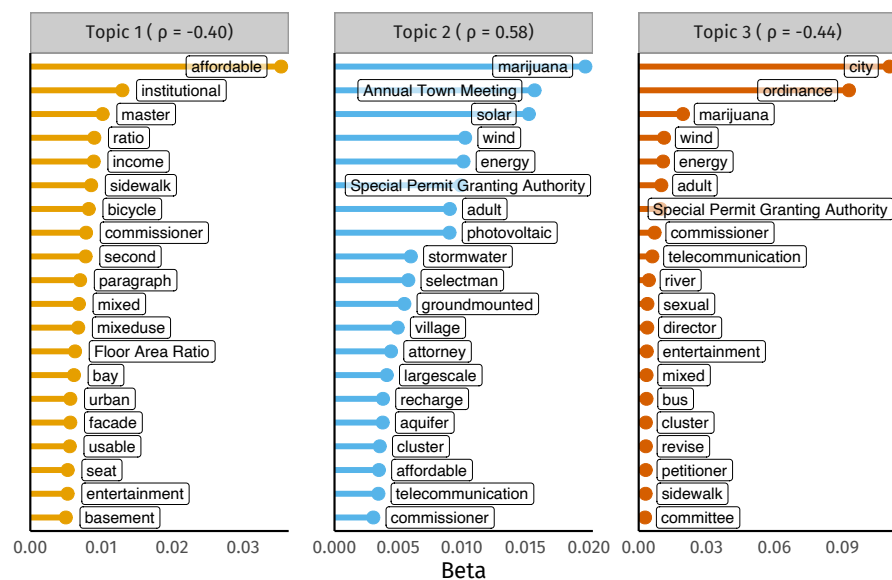 Topic 1 ( ρ = -0.40)
affordable
institutional
master
ratio
income
sidewalk
bicycle
commissioner
second
paragraph
mixed
mixeduse
Floor Area Ratio
bay
urban
facade
usable
seat
entertainment
basement
0.00 0.01 0.02 0.03
Topic 2 ( ρ = 0.58)
marijuana
Annual Town Meeting
solar
wind
energy
Special Permit Granting Authority
adult
photovoltaic
stormwater
selectman
groundmounted
village
attorney
largescale
recharge
aquifer
cluster
affordable
telecommunication
commissioner
0.000 0.005 0.010 0.015 0.020
Topic 3 ( ρ = -0.44)
city
ordinance
marijuana
wind
energy
adult
Special Permit Granting Authority
commissioner
telecommunication
river
sexual
director
entertainment
mixed
bus
cluster
revise
petitioner
sidewalk
committee
0.00 0.03 0.06 0.09
Beta